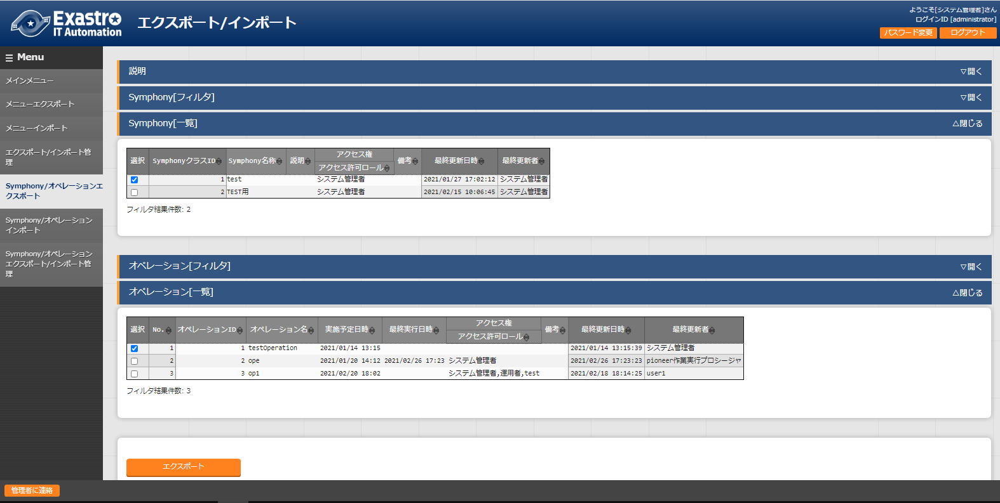 Exastro
IT Automation
エクスポート/インポート
ようこそ[システム管理者]さん
ログインID [administrator]
パスワード変更
ログアウト
Menu
メインメニュー
メニューエクスポート
メニューインポート
エクスポート/インポート管
理
Symphony/オペレーションエ
クスポート
Symphony/オペレーション
インポート
Symphony/オペレーション
エクスポート/インポート管
理
説明
▽開く
Symphony[フィルタ]
▽開く
Symphony[一覧]
△閉じる
選択 SymphonyクラスID Symphony名称 説明 アクセス権 備考 最終更新日時 最終更新者
アクセス許可ロール
1 test システム管理者 2021/01/27 17:02:12 システム管理者
2 TEST用 システム管理者 2021/02/15 10:06:45 システム管理者
フィルタ結果件数: 2
オペレーション[フィルタ]
▽開く
オペレーション[一覧]
△閉じる
選択 No. オペレーションID オペレーション名 実施予定日時 最終実行日時 アクセス権 備考 最終更新日時 最終更新者
アクセス許可ロール
1 1 testOperation 2021/01/14 13:15 2021/01/14 13:15:39 システム管理者
2 2 ope 2021/01/20 14:12 2021/02/26 17:23 システム管理者 2021/02/26 17:23:23 pioneer作業実行プロシージャ
3 3 op1 2021/02/20 18:02 システム管理者,運用者,test 2021/02/18 18:14:25 user1
フィルタ結果件数: 3
エクスポート
管理者に連絡